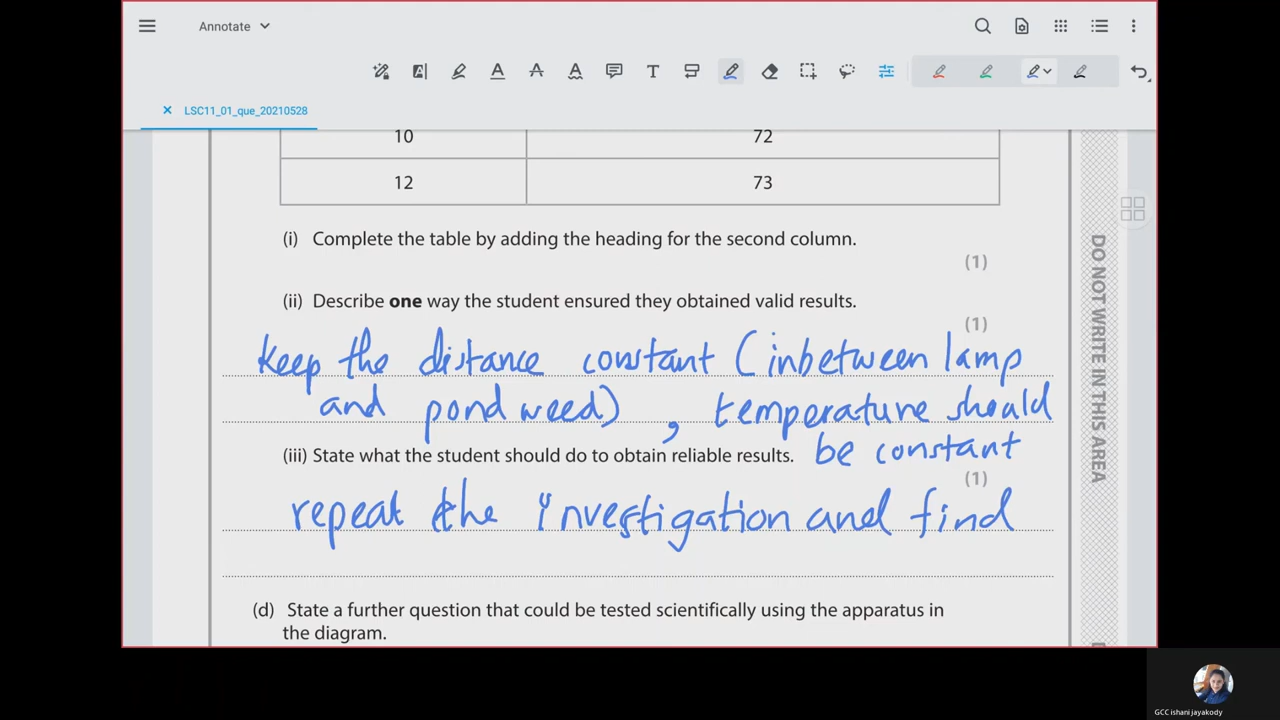 Annotate
LSC11_01_que_20210528
10 72
12 73
(i) Complete the table by adding the heading for the second column.
(1)
(ii) Describe one way the student ensured they obtained valid results.
(1)
Keep the distance constant (inbetween lamp
and pond weed) , temperature should
be constant
(iii) State what the student should do to obtain reliable results.
(1)
repeat the investigation and find
(d) State a further question that could be tested scientifically using the apparatus in
the diagram.
DO NOT WRITE IN THIS AREA
GCC ishani jayakody